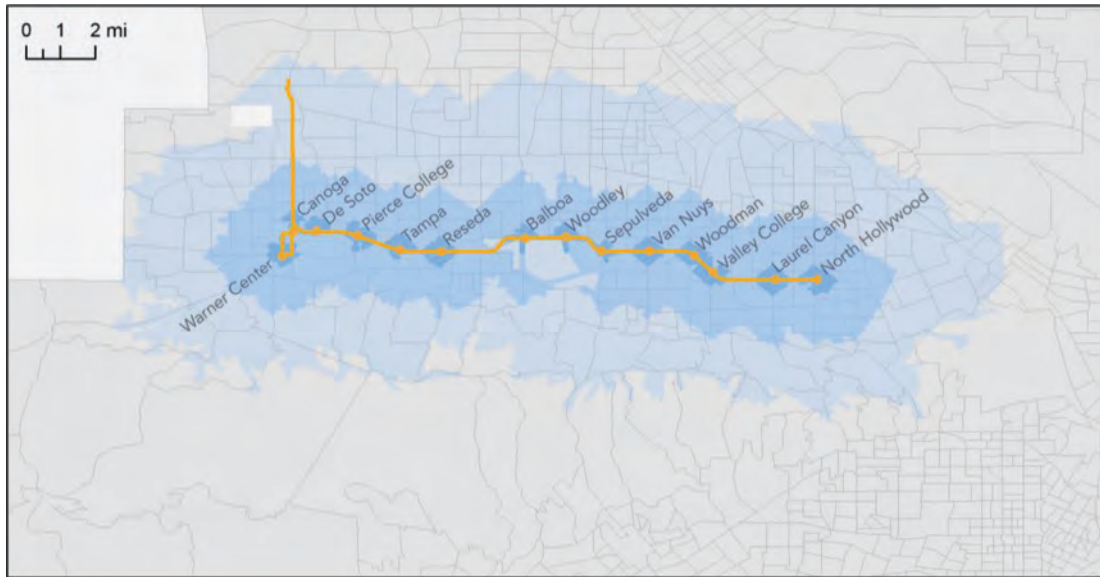 0 1 2 mi
Canoga
De Soto
Pierce College
Tampa
Reseda
Balboa
Woodley
Sepulveda
Van Nuys
Woodman
Valley College
Laurel Canyon
North Hollywood
Warner Center